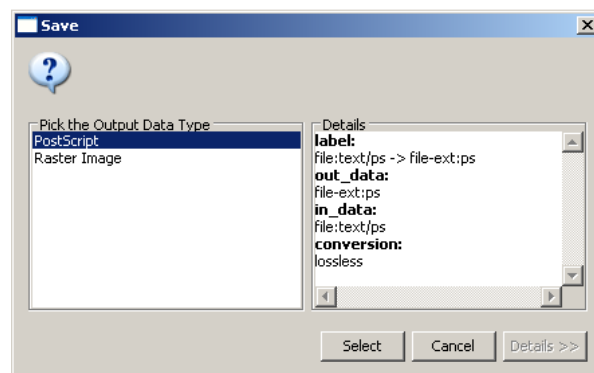 Save
Pick the Output Data Type
PostScript
Raster Image
Details
label:
file:text/ps -> file-ext:ps
out_data:
file-ext:ps
in_data:
file:text/ps
conversion:
lossless
Select
Cancel
Details >>